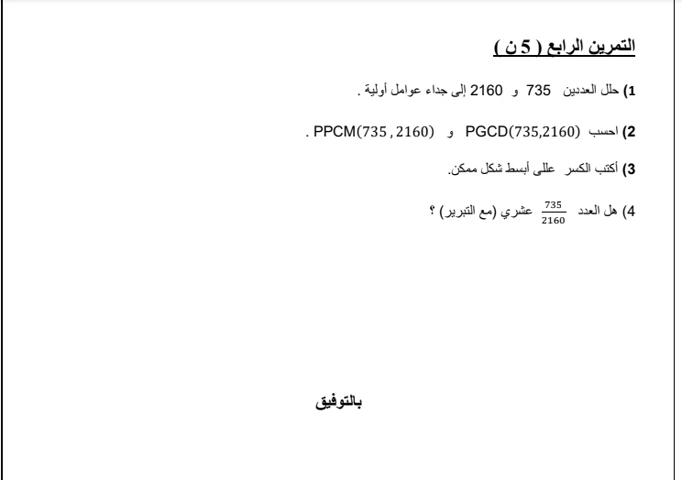 التمرين الرابع ( 5 ن )
1) حلل العددين 735 و 2160 إلى جداء عوامل أولية .
2) احسب PGCD(735,2160) و PPCM(735 , 2160) .
3) أكتب الكسر عللى أبسط شكل ممكن.
4) هل العدد 735/2160 عشري (مع التبرير) ؟
بالتوفيق